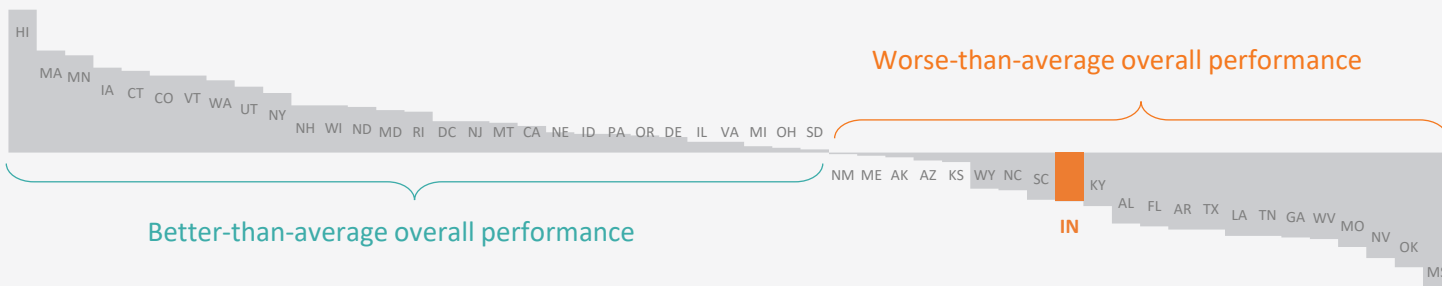 HI
MA MN
IA CT CO VT WA UT NY
NH WI ND MD RI DC NJ MT CA NE ID PA OR DE IL VA MI OH SD
Worse-than-average overall performance
NM ME AK AZ KS WY NC SC KY
AL FL AR TX LA TN GA WV MO NV OK
IN
Better-than-average overall performance